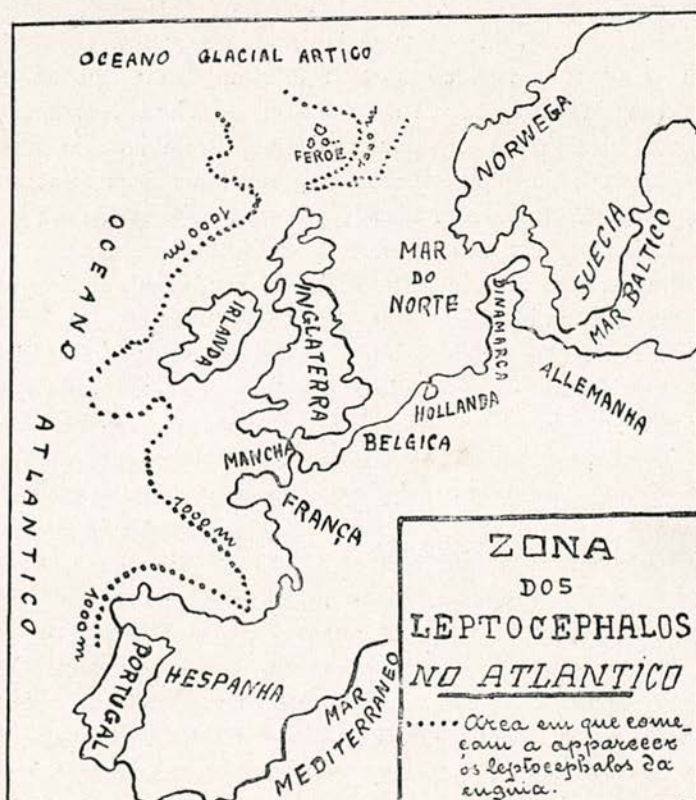 OCEANO GLACIAL ARTICO
FEROE
1000 m
NORWEGA
OCEANO
1000 m
SUECIA
MAR
DO
NORTE
MAR BALTICO
IRLANDA
INGLATERRA
DINAMARCA
ALLEMANHA
HOLLANDA
BELGICA
MANCHA
ATLANTICO
1000 m
FRANÇA
1000 m
PORTUGAL
HESPANHA
MAR
MEDITERRANEO
ZONA
DOS
LEPTOCEPHALOS
NO ATLANTICO
..... Area em que come-
çam a apparecer
os leptocephalos da
enguia.